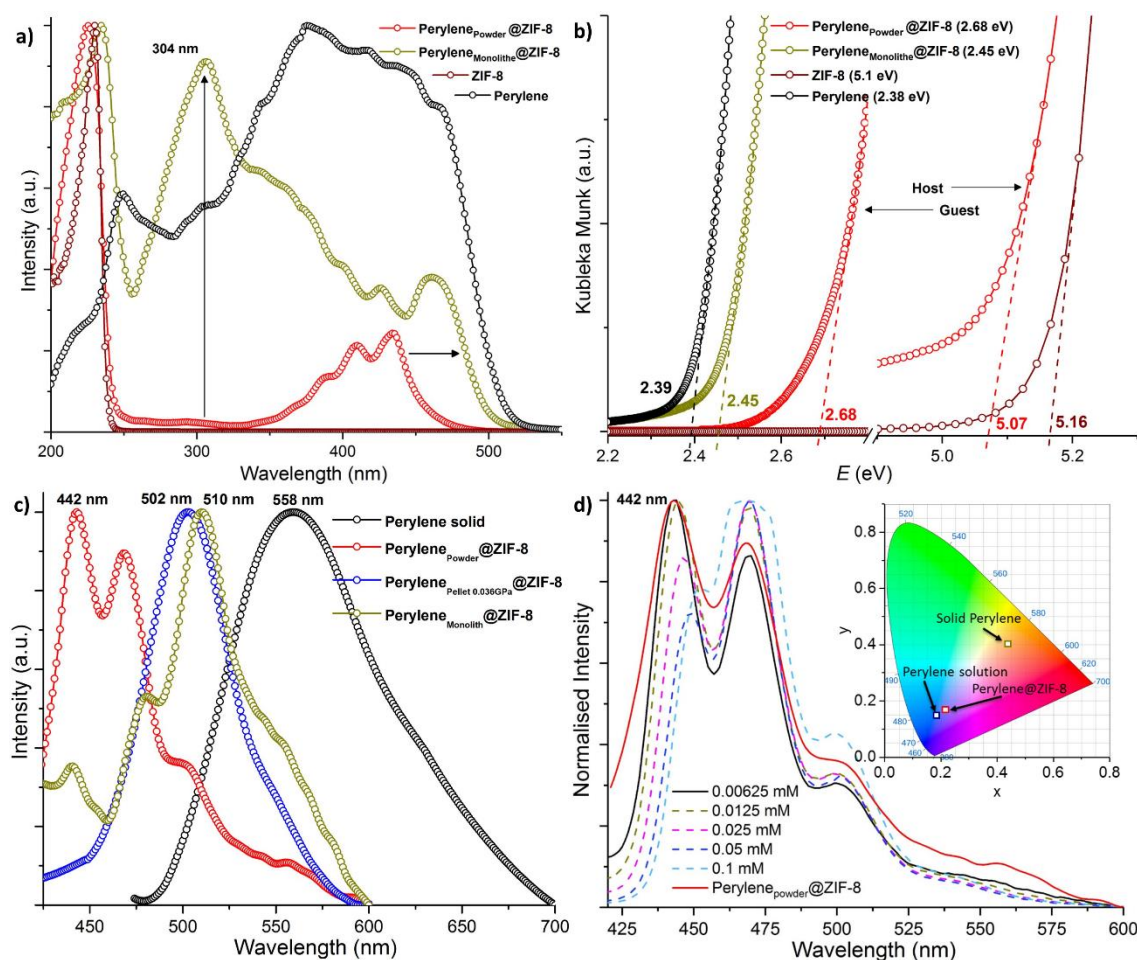 a)
304 nm
Perylene Powder@ZIF-8
Perylene Monolithe@ZIF-8
ZIF-8
Perylene
Intensity (a.u.)
200 300 400 500
Wavelength (nm)
b)
Perylene Powder@ZIF-8 (2.68 eV)
Perylene Monolithe@ZIF-8 (2.45 eV)
ZIF-8 (5.1 eV)
Perylene (2.38 eV)
Host
Guest
Kubleka Munk (a.u.)
2.39
2.45
2.68
5.07
5.16
2.2 2.4 2.6 5.0 5.2
E (eV)
c)
442 nm 502 nm 510 nm 558 nm
Perylene solid
Perylene Powder@ZIF-8
Perylene Pellet 0.036GPa@ZIF-8
Perylene Monolith@ZIF-8
Intensity (a.u.)
450 500 550 600 700
Wavelength (nm)
d)
442 nm
Normalised Intensity
0.00625 mM
0.0125 mM
0.025 mM
0.05 mM
0.1 mM
Perylene powder@ZIF-8
425 450 475 500 525 550 575 600
Wavelength (nm)
0.8
0.6
0.4
0.2
0.0
y
520
540
560
580
600
620
700
490
480
470
460
Solid Perylene
Perylene solution
Perylene@ZIF-8
0.0 0.2 0.4 0.6 0.8
x